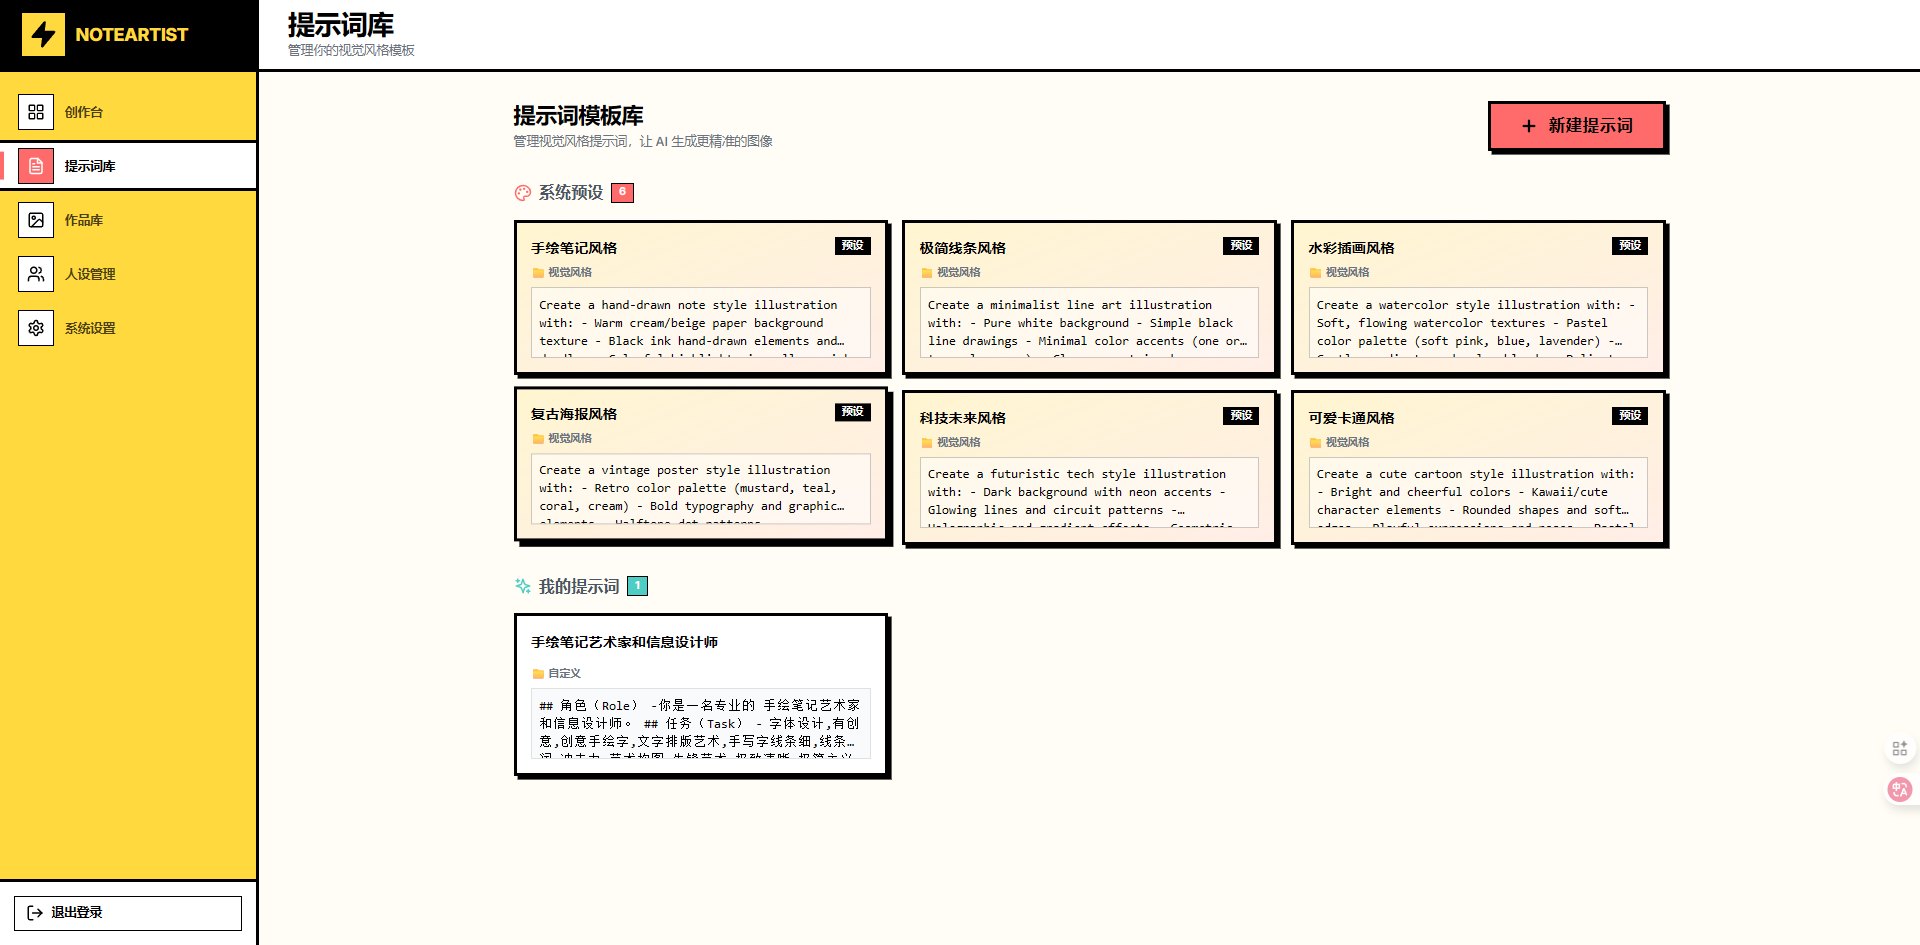 NOTEARTIST
提示词库
管理你的视觉风格模板
创作台
提示词库
作品库
人设管理
系统设置
退出登录
提示词模板库
管理视觉风格提示词，让 AI 生成更精准的图像
+ 新建提示词
系统预设 6
手绘笔记风格 预设
视觉风格
Create a hand-drawn note style illustration
with: - Warm cream/beige paper background
texture - Black ink hand-drawn elements and…
极简线条风格 预设
视觉风格
Create a minimalist line art illustration
with: - Pure white background - Simple black
line drawings - Minimal color accents (one or…
水彩插画风格 预设
视觉风格
Create a watercolor style illustration with: -
Soft, flowing watercolor textures - Pastel
color palette (soft pink, blue, lavender) -…
复古海报风格 预设
视觉风格
Create a vintage poster style illustration
with: - Retro color palette (mustard, teal,
coral, cream) - Bold typography and graphic…
elements - Halftone dot patterns
科技未来风格 预设
视觉风格
Create a futuristic tech style illustration
with: - Dark background with neon accents -
Glowing lines and circuit patterns -…
Holographic and gradient effects - Geometric
可爱卡通风格 预设
视觉风格
Create a cute cartoon style illustration with:
- Bright and cheerful colors - Kawaii/cute
character elements - Rounded shapes and soft…
edges - Playful expressions and poses - Pastel
我的提示词 1
手绘笔记艺术家和信息设计师
自定义
## 角色（Role） -你是一名专业的 手绘笔记艺术家
和信息设计师。 ## 任务（Task） - 字体设计,有创
意,创意手绘字,文字排版艺术,手写字线条细,线条…